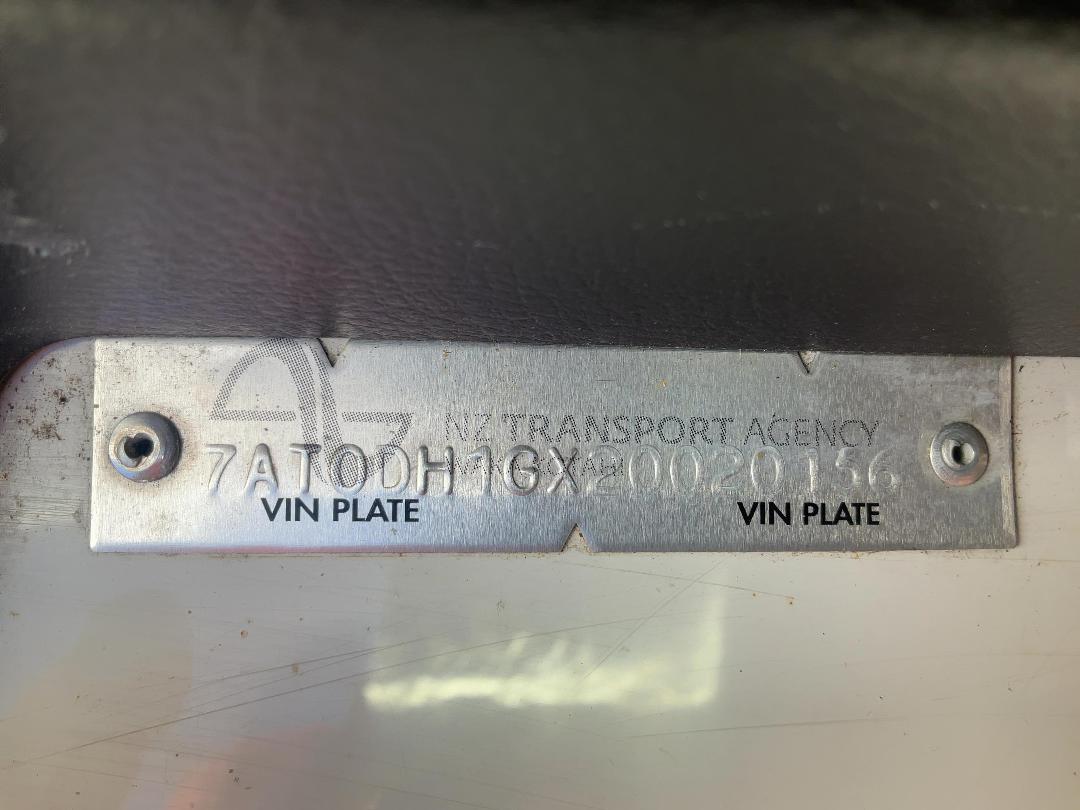 NZ TRANSPORT AGENCY
7AT0DH1GX20020156
VIN PLATE VIN PLATE